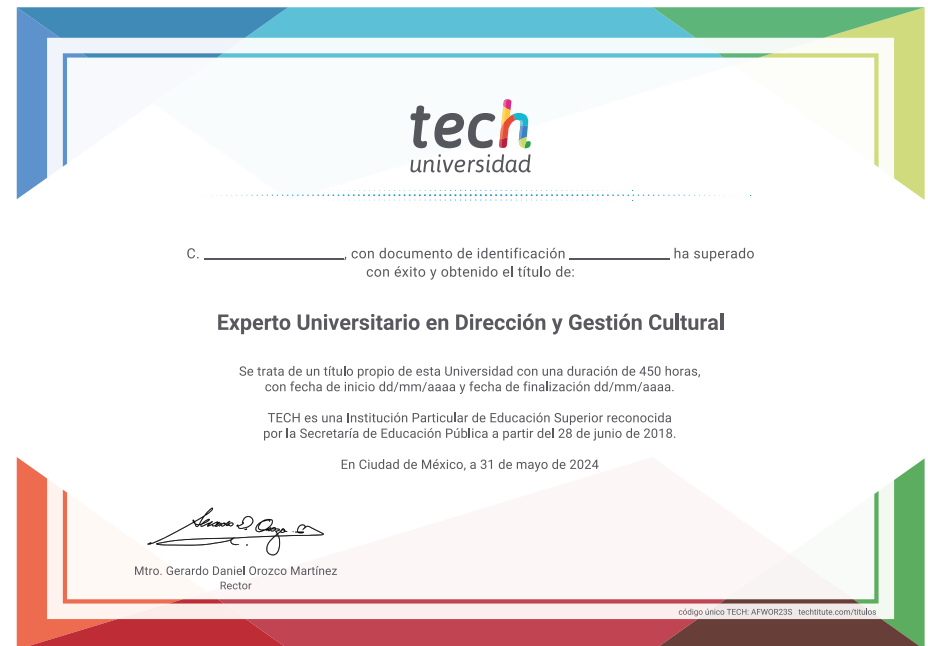 tech
universidad
C. ____________, con documento de identificación ____________ ha superado
con éxito y obtenido el título de:
Experto Universitario en Dirección y Gestión Cultural
Se trata de un título propio de esta Universidad con una duración de 450 horas,
con fecha de inicio dd/mm/aaaa y fecha de finalización dd/mm/aaaa.
TECH es una Institución Particular de Educación Superior reconocida
por la Secretaría de Educación Pública a partir del 28 de junio de 2018.
En Ciudad de México, a 31 de mayo de 2024
Mtro. Gerardo Daniel Orozco Martínez
Rector
código único TECH: AFWOR23S techtitute.com/titulos